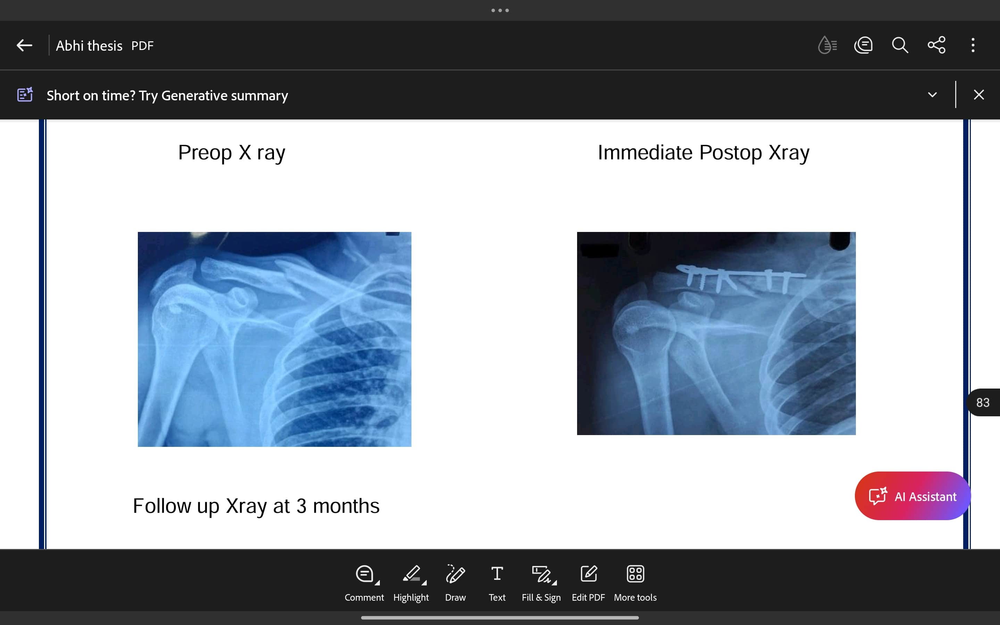 Abhi thesis PDF
Short on time? Try Generative summary
Preop X ray
Immediate Postop Xray
83
Follow up Xray at 3 months
AI Assistant
Comment
Highlight
Draw
Text
Fill & Sign
Edit PDF
More tools